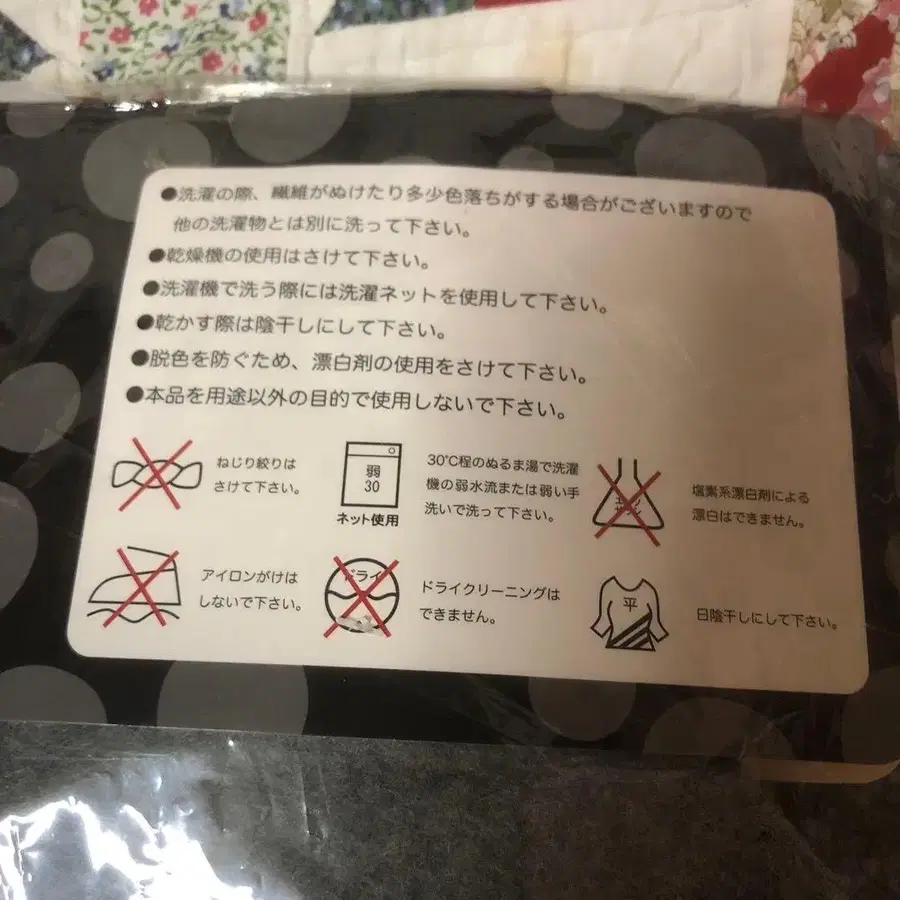 ●洗濯の際、繊維がぬけたり多少色落ちがする場合がございますので
他の洗濯物とは別に洗って下さい。
●乾燥機の使用はさけて下さい。
●洗濯機で洗う際には洗濯ネットを使用して下さい。
●乾かす際は陰干しにして下さい。
●脱色を防ぐため、漂白剤の使用をさけて下さい。
●本品を用途以外の目的で使用しないで下さい。
ねじり絞りは
さけて下さい。
弱
30
ネット使用
30℃程のぬるま湯で洗濯
機の弱水流または弱い手
洗いで洗って下さい。
塩素系漂白剤による
漂白はできません。
アイロンがけは
しないで下さい。
ドライ
ドライクリーニングは
できません。
平
日陰干しにして下さい。